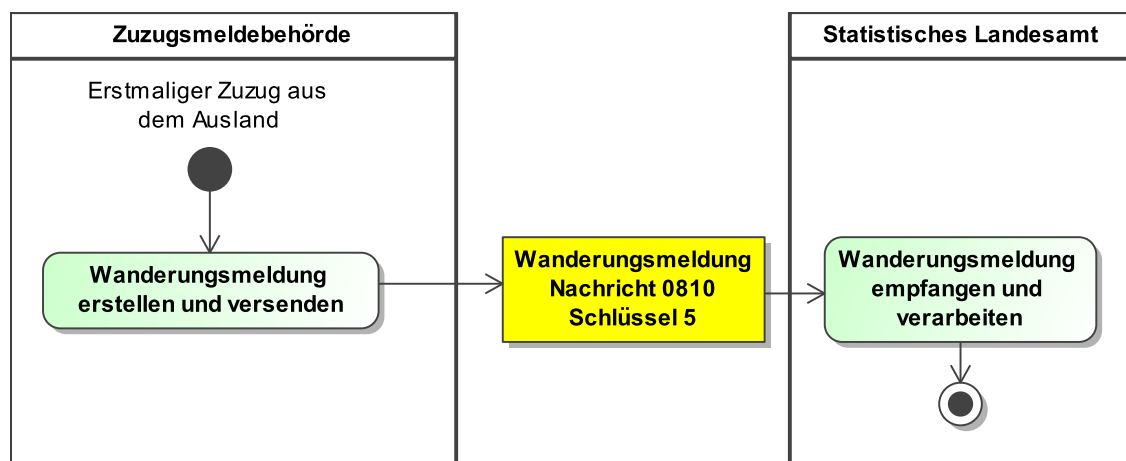 Zuzugsmeldebehörde
Statistisches Landesamt
Erstmaliger Zuzug aus
dem Ausland
Wanderungsmeldung
erstellen und versenden
Wanderungsmeldung
Nachricht 0810
Schlüssel 5
Wanderungsmeldung
empfangen und
verarbeiten